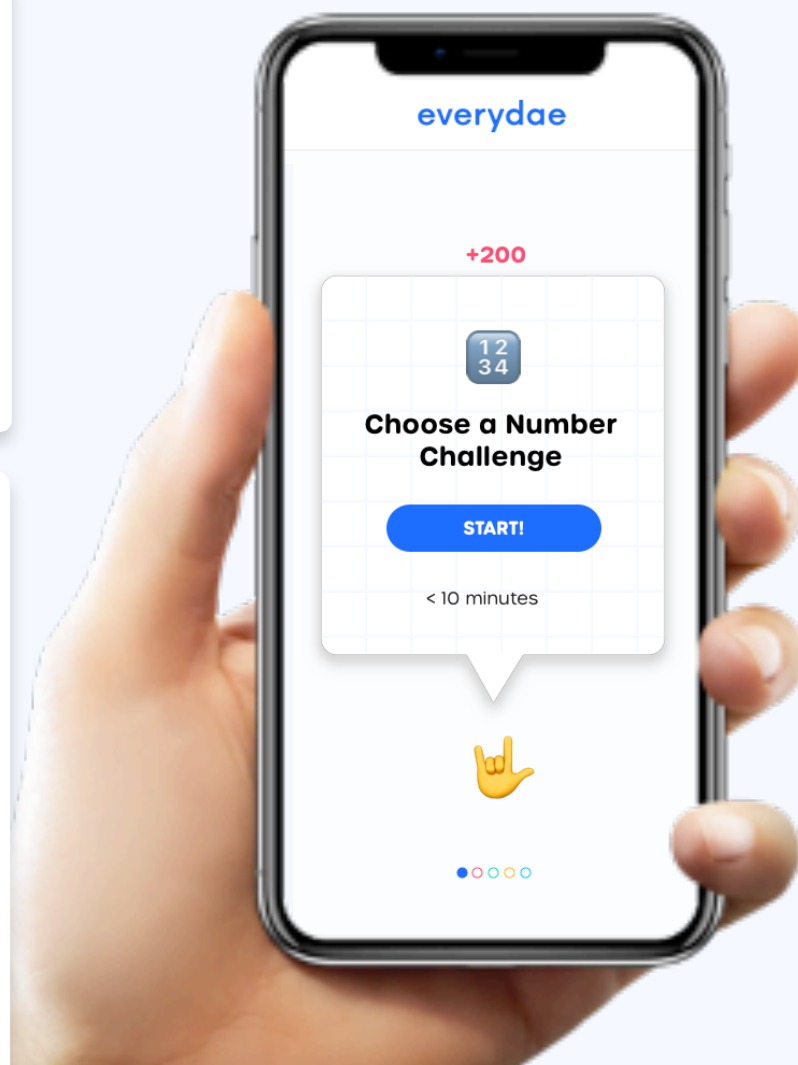 everydae
+200
1 2
3 4
Choose a Number
Challenge
START!
< 10 minutes